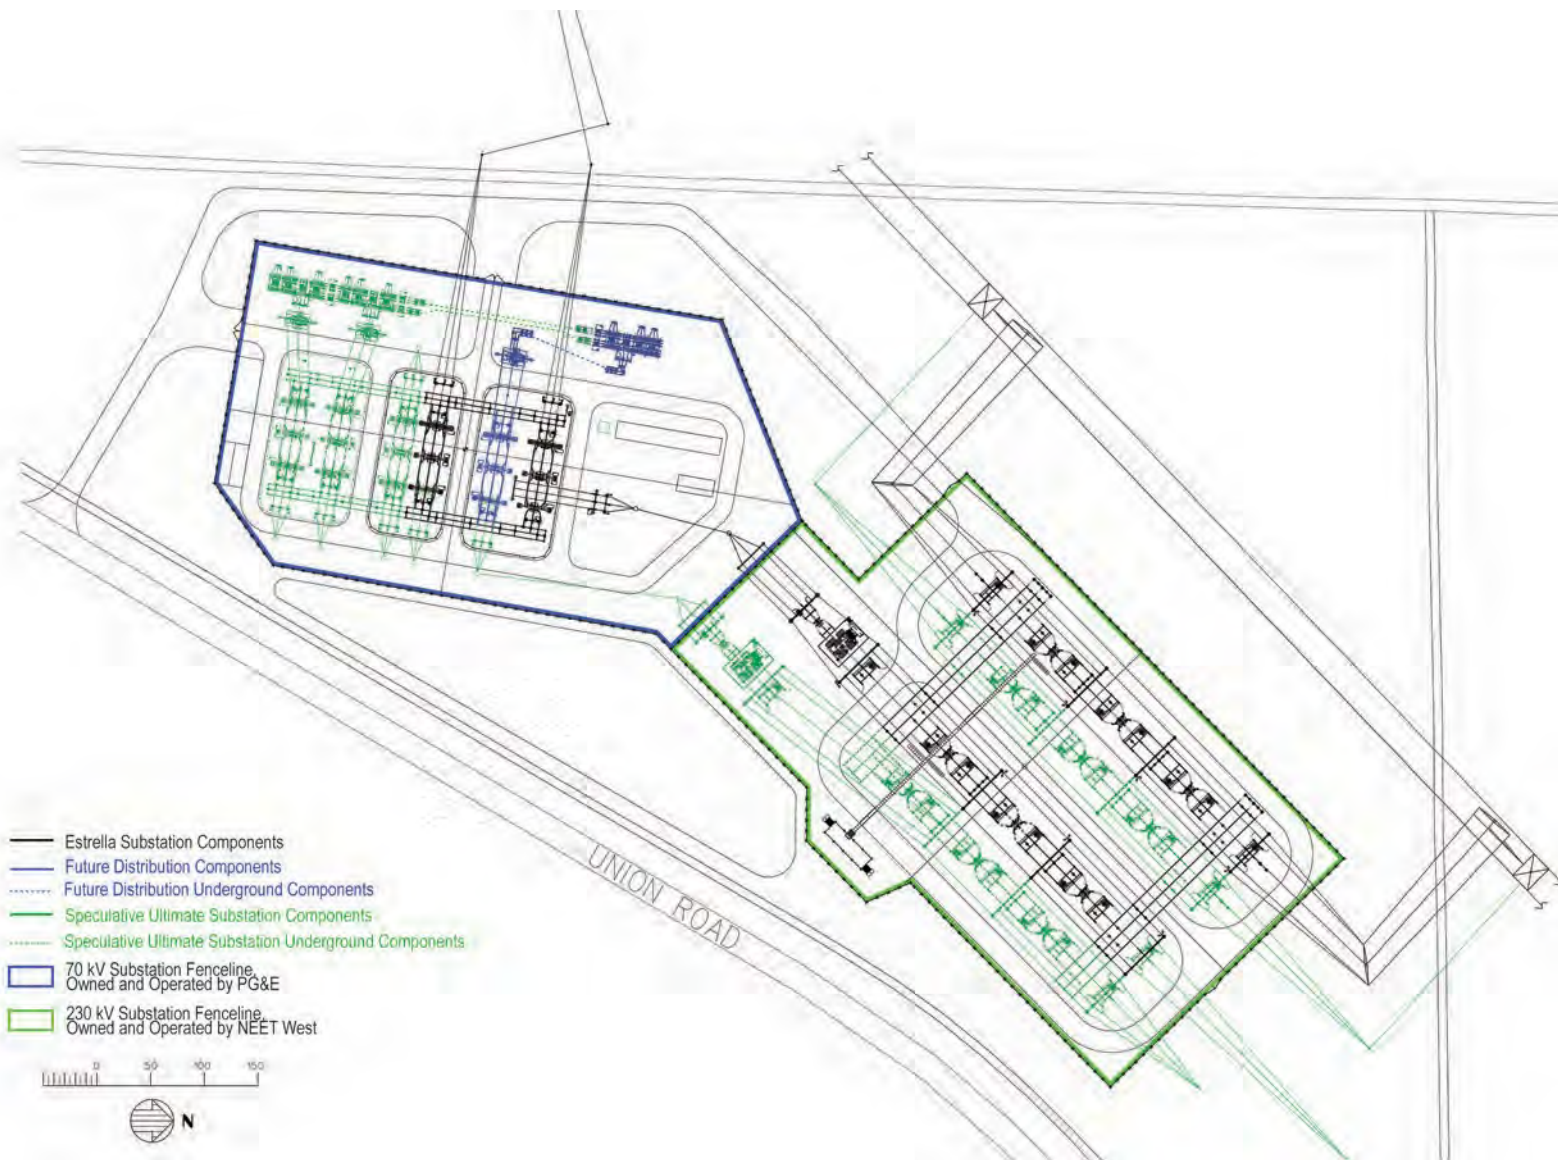 UNION ROAD
Estrella Substation Components
Future Distribution Components
Future Distribution Underground Components
Speculative Ultimate Substation Components
Speculative Ultimate Substation Underground Components
70 kV Substation Fenceline,
Owned and Operated by PG&E
230 kV Substation Fenceline,
Owned and Operated by NEET West
0 50 100 150
N